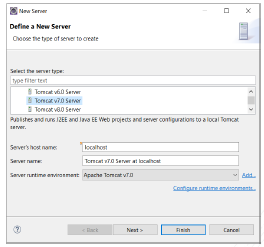 New Server
Define a New Server
Choose the type of server to create
Select the server type:
type filter text
Tomcat v6.0 Server
Tomcat v7.0 Server
Tomcat v8.0 Server
Publishes and runs J2EE and Java EE Web projects and server configurations to a local Tomcat
server.
Server's host name: localhost
Server name: Tomcat v7.0 Server at localhost
Server runtime environment: Apache Tomcat v7.0 Add...
Configure runtime environments...
< Back Next > Finish Cancel